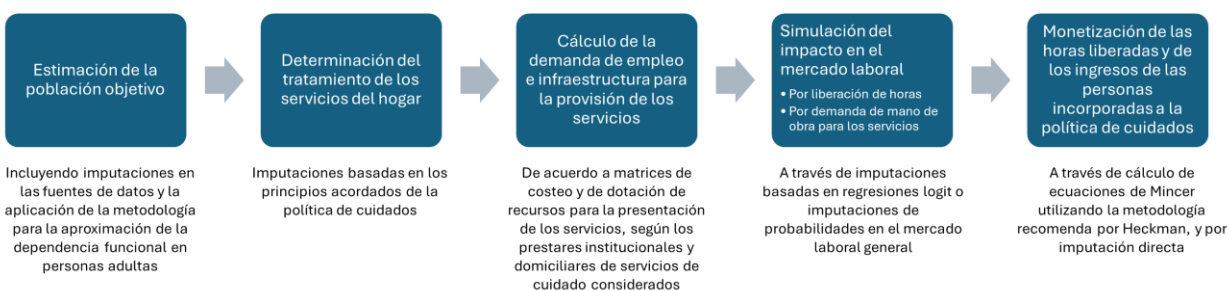 Estimación de la
población objetivo
Incluyendo imputaciones en
las fuentes de datos y la
aplicación de la metodología
para la aproximación de la
dependencia funcional en
personas adultas
Determinación del
tratamiento de los
servicios del hogar
Imputaciones basadas en los
principios acordados de la
política de cuidados
Cálculo de la
demanda de empleo
e infraestructura para
la provisión de los
servicios
De acuerdo a matrices de
costeo y de dotación de
recursos para la presentación
de los servicios, según los
prestares institucionales y
domiciliares de servicios de
cuidado considerados
Simulación del
impacto en el
mercado laboral
• Por liberación de horas
• Por demanda de mano de
obra para los servicios
A través de imputaciones
basadas en regresiones logit o
imputaciones de
probabilidades en el mercado
laboral general
Monetización de
las horas liberadas y de
los ingresos de las
personas
incorporadas a la
política de cuidados
A través de cálculo de
ecuaciones de Mincer
utilizando la metodología
recomenda por Heckman, y por
imputación directa